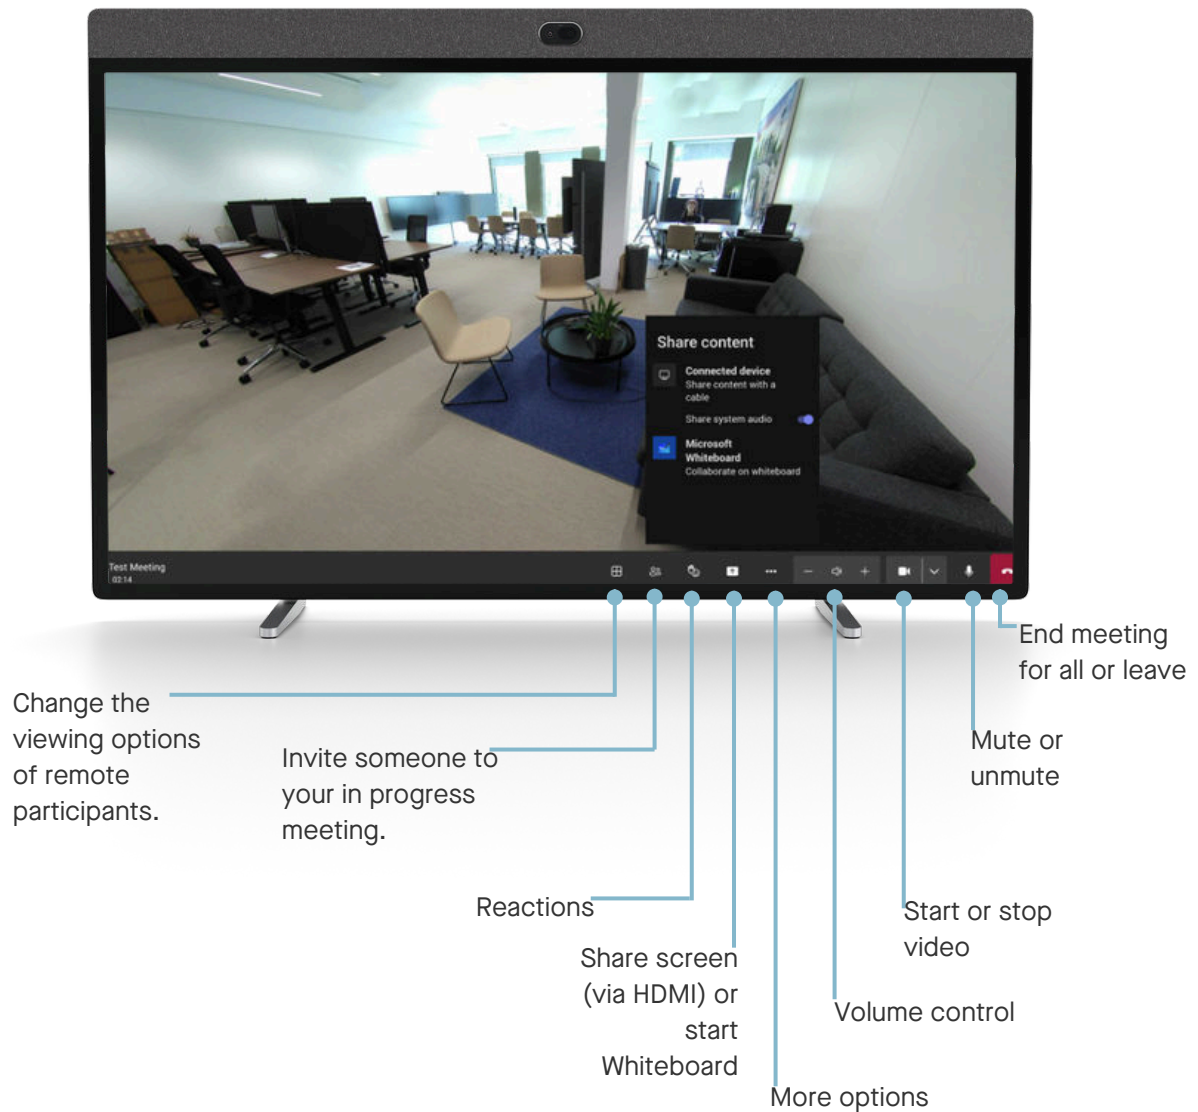 Share content
Connected device
Share content with a
cable
Share system audio
Microsoft
Whiteboard
Collaborate on whiteboard
Test Meeting
02:14
End meeting
for all or leave
Change the
viewing options
of remote
participants.
Invite someone to
your in progress
meeting.
Mute or
unmute
Reactions
Start or stop
video
Share screen
(via HDMI) or
start
Whiteboard
Volume control
More options